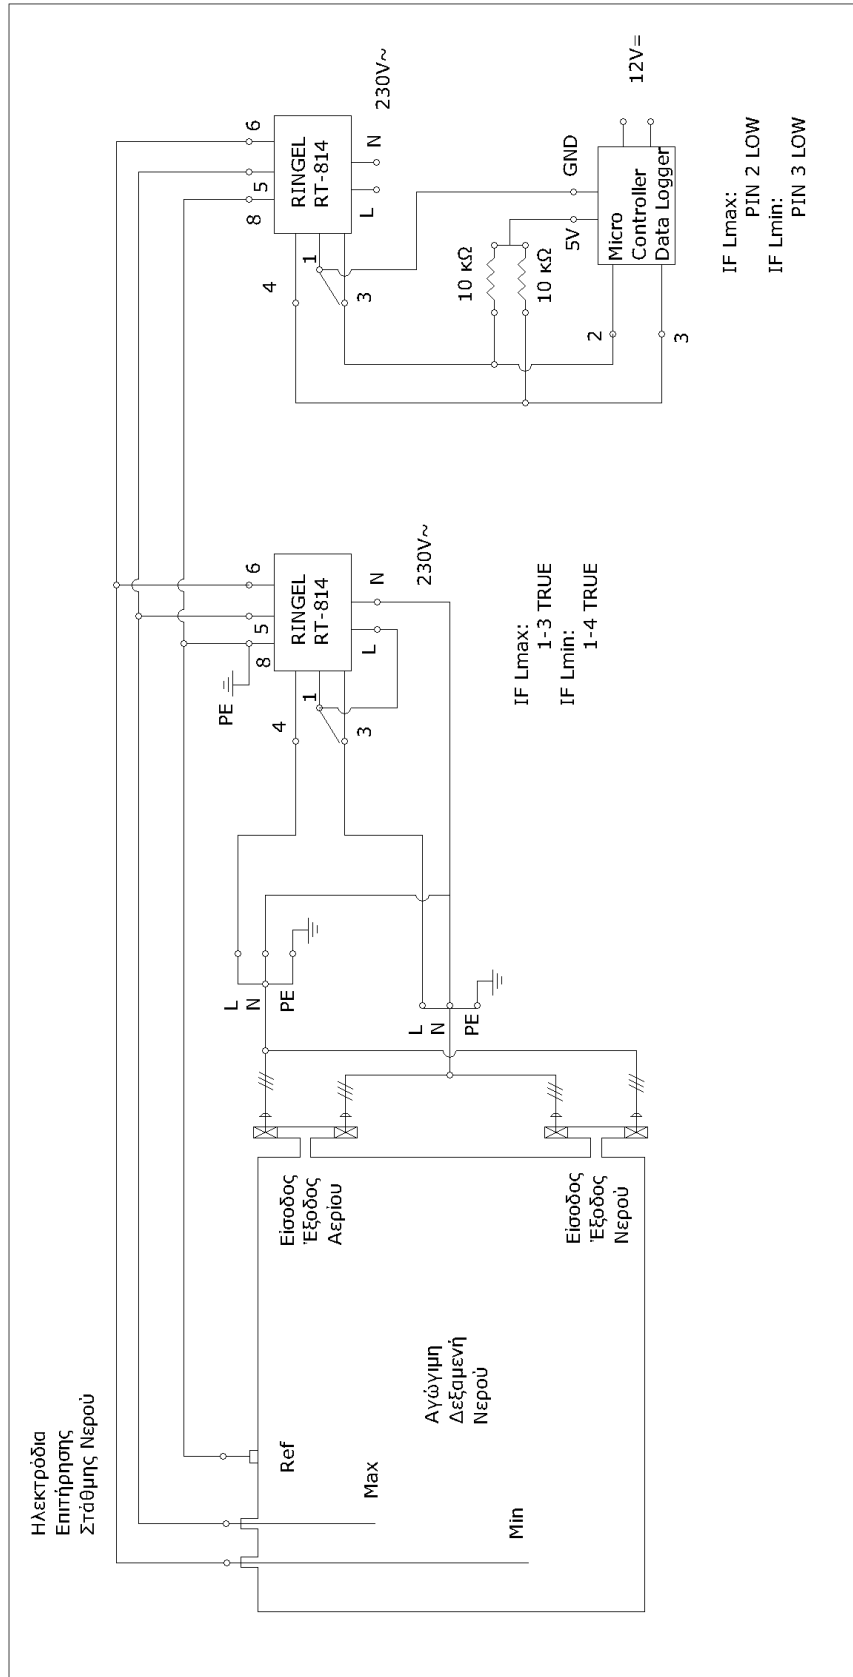 Ηλεκτρόδια
Επιτήρησης
Στάθμης Νερού
Ref
Max
Min
Αγώγιμη
Δεξαμενή
Νερού
Είσοδος
Έξοδος
Αερίου
Είσοδος
Έξοδος
Νερού
L
N
PE
L
N
PE
PE
8
5
6
RINGEL
RT-814
4
1
3
L
N
230V~
IF Lmax:
1-3 TRUE
IF Lmin:
1-4 TRUE
8
5
6
RINGEL
RT-814
4
1
3
L
N
230V~
10 κΩ
10 κΩ
5V
GND
2
3
Micro
Controller
Data Logger
12V=
IF Lmax:
PIN 2 LOW
IF Lmin:
PIN 3 LOW